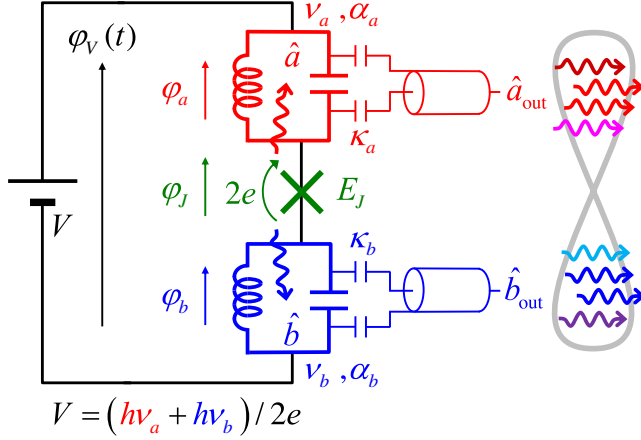 ν_a , α_a
φ_V(t)
â
φ_a
â_out
κ_a
φ_J
2e
E_J
V
κ_b
φ_b
b̂_out
b̂
ν_b , α_b
V = (hν_a + hν_b) / 2e